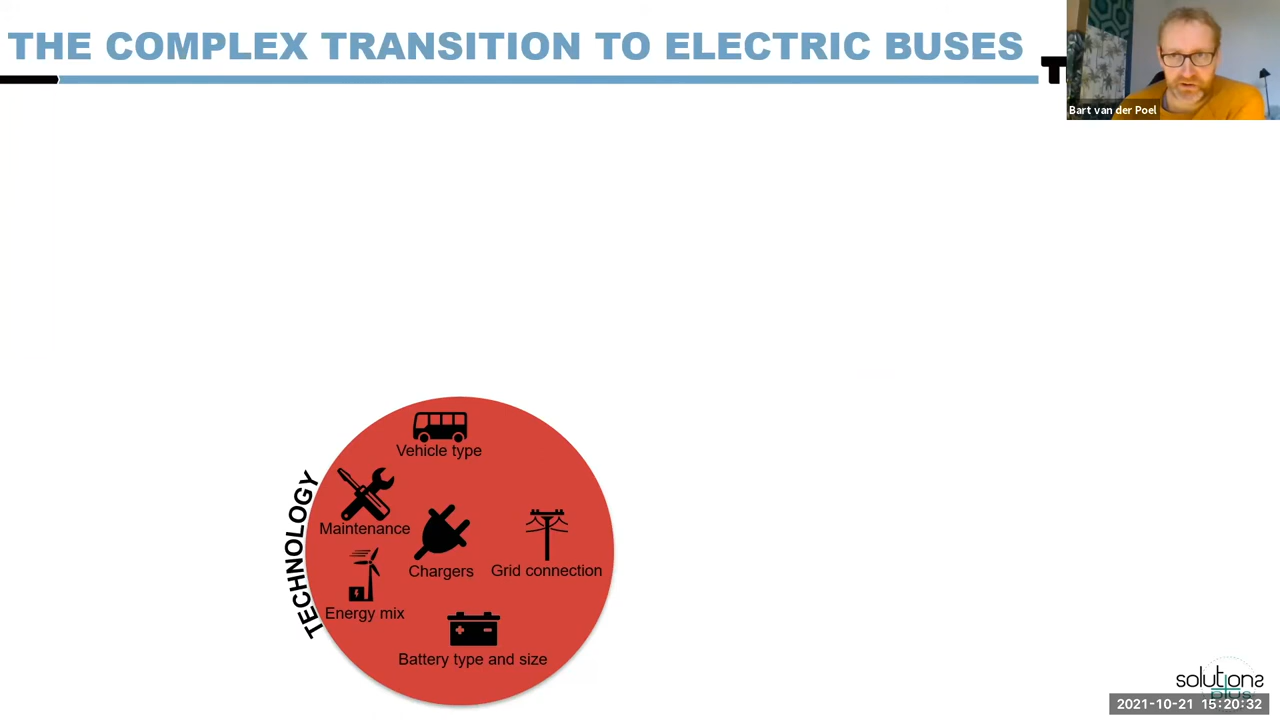 THE COMPLEX TRANSITION TO ELECTRIC BUSES
Bart van der Poel
TECHNOLOGY
Vehicle type
Maintenance
Chargers
Grid connection
Energy mix
Battery type and size
solutions
plus
2021-10-21 15:20:32